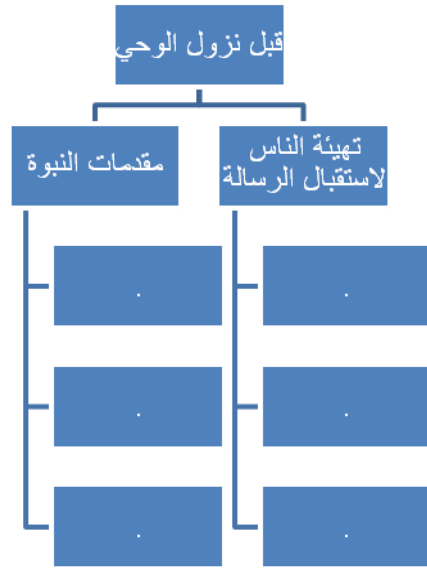 قبل نزول الوحي
تهيئة الناس
لاستقبال الرسالة
مقدمات النبوة
.
.
.
.
.
.